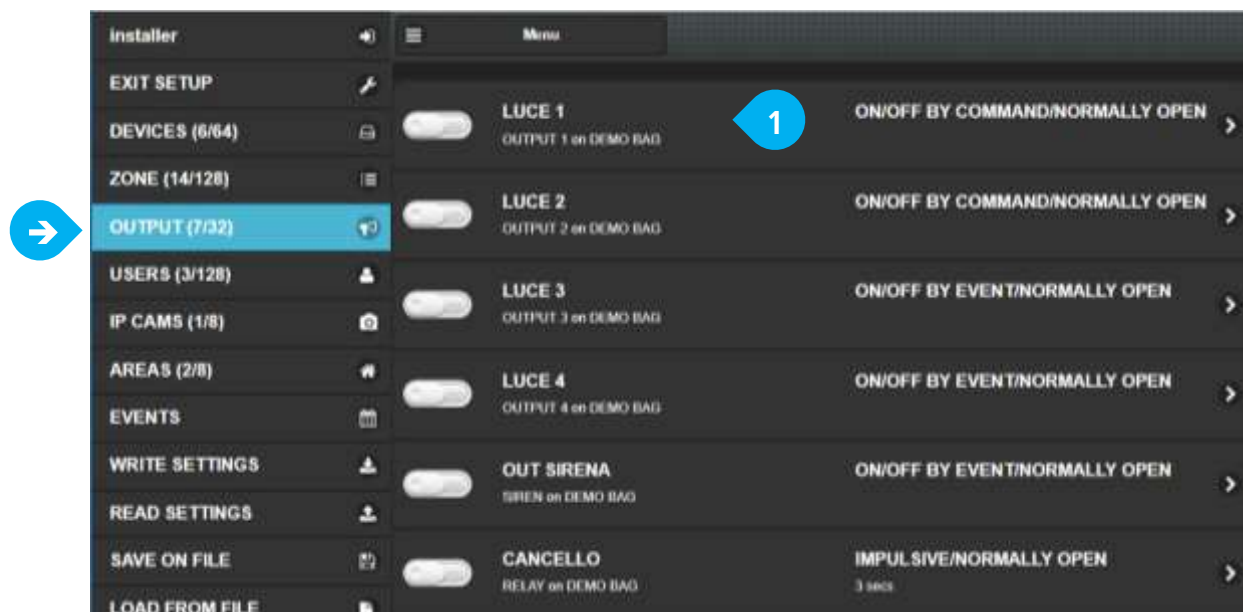 installer
Menu
EXIT SETUP
DEVICES (6/64)
ZONE (14/128)
OUTPUT (7/32)
USERS (3/128)
IP CAMS (1/8)
AREAS (2/8)
EVENTS
WRITE SETTINGS
READ SETTINGS
SAVE ON FILE
LOAD FROM FILE
LUCE 1
OUTPUT 1 on DEMO BAG
1
ON/OFF BY COMMAND/NORMALLY OPEN
LUCE 2
OUTPUT 2 on DEMO BAG
ON/OFF BY COMMAND/NORMALLY OPEN
LUCE 3
OUTPUT 3 on DEMO BAG
ON/OFF BY EVENT/NORMALLY OPEN
LUCE 4
OUTPUT 4 on DEMO BAG
ON/OFF BY EVENT/NORMALLY OPEN
OUT SIRENA
SIREN on DEMO BAG
ON/OFF BY EVENT/NORMALLY OPEN
CANCELLO
RELAY on DEMO BAG
IMPULSIVE/NORMALLY OPEN
3 secs